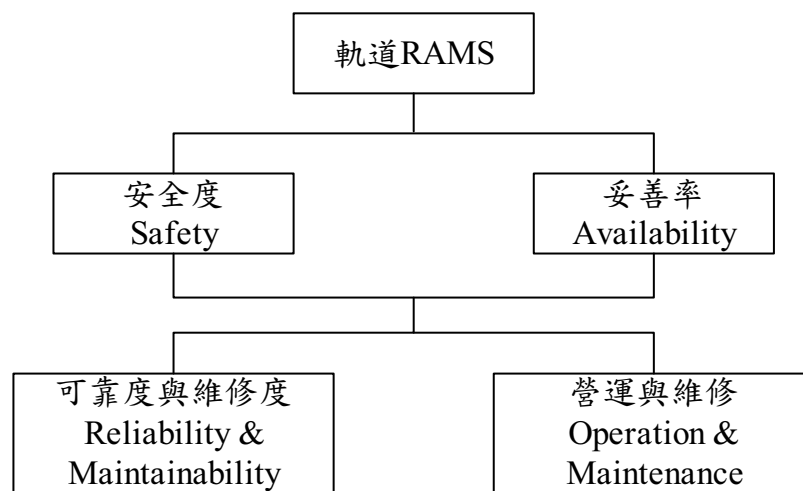 軌道RAMS
安全度
Safety
妥善率
Availability
可靠度與維修度
Reliability &
Maintainability
營運與維修
Operation &
Maintenance